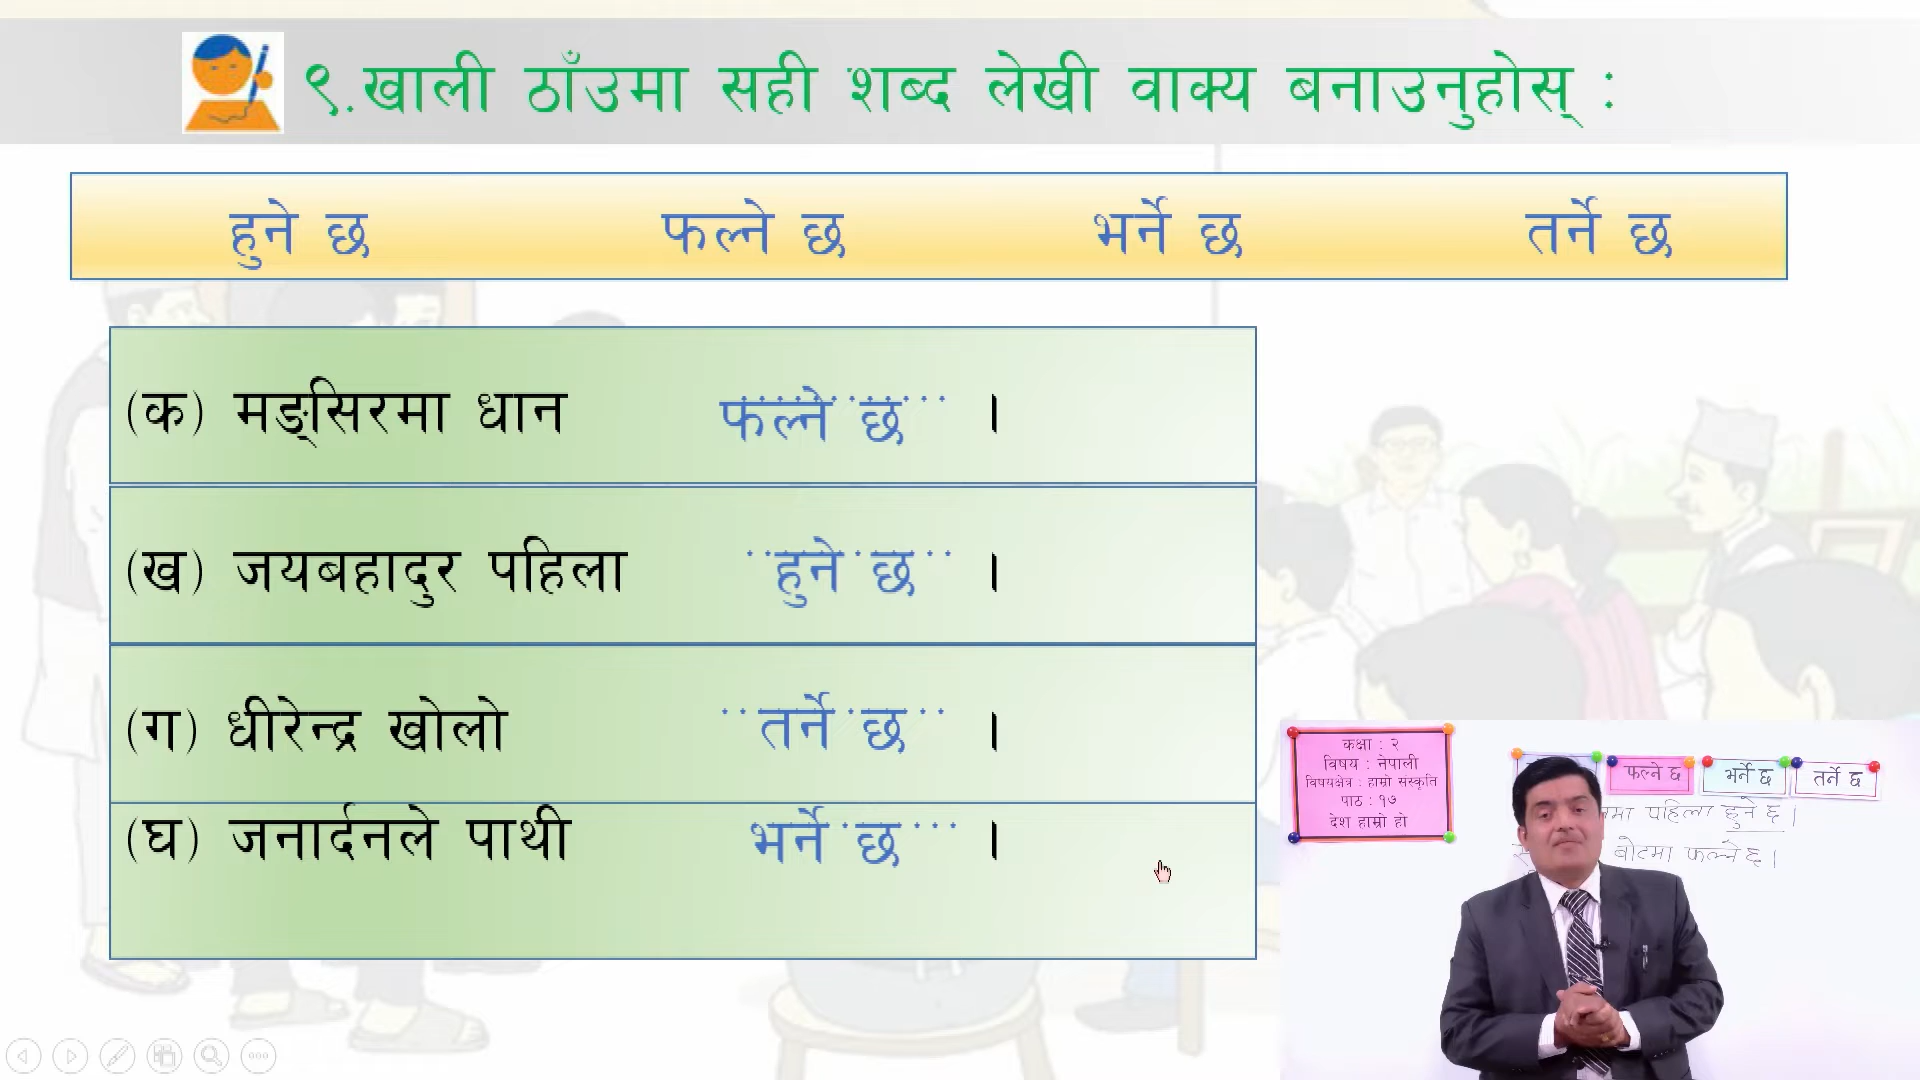 ९.खाली ठाँउमा सही शब्द लेखी वाक्य बनाउनुहोस् :
हुने छ फल्ने छ भर्ने छ तर्ने छ
(क) मङ्सिरमा धान फल्ने छ ।
(ख) जयबहादुर पहिला हुने छ ।
(ग) धीरेन्द्र खोलो तर्ने छ ।
(घ) जनार्दनले पाथी भर्ने छ ।
कक्षा : २
विषय : नेपाली
विषयक्षेत्र : हाम्रो संस्कृति
पाठ : १७
देश हाम्रो हो
फल्ने छ भर्ने छ तर्ने छ
पहिला हुने छ ।
बोटमा फल्ने छ ।